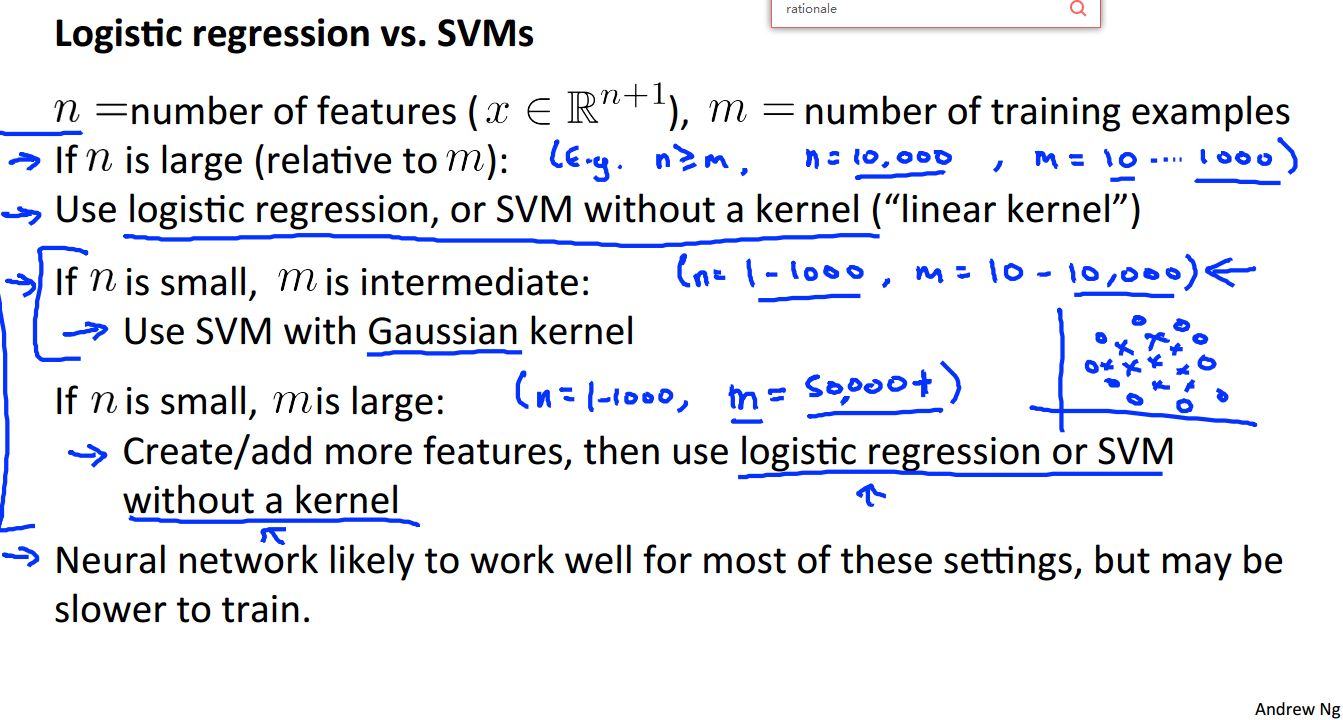 rationale
Logistic regression vs. SVMs
n =number of features ( x ∈ ℝⁿ⁺¹), m = number of training examples
If n is large (relative to m): (E.g. n≥m, n=10,000 , m = 10 .... 1000)
Use logistic regression, or SVM without a kernel (“linear kernel”)
If n is small, m is intermediate: (n= 1-1000 , m = 10 - 10,000) ←
Use SVM with Gaussian kernel
If n is small, m is large: (n=1-1000, m= 50,000+)
Create/add more features, then use logistic regression or SVM
without a kernel
Neural network likely to work well for most of these settings, but may be
slower to train.
Andrew Ng